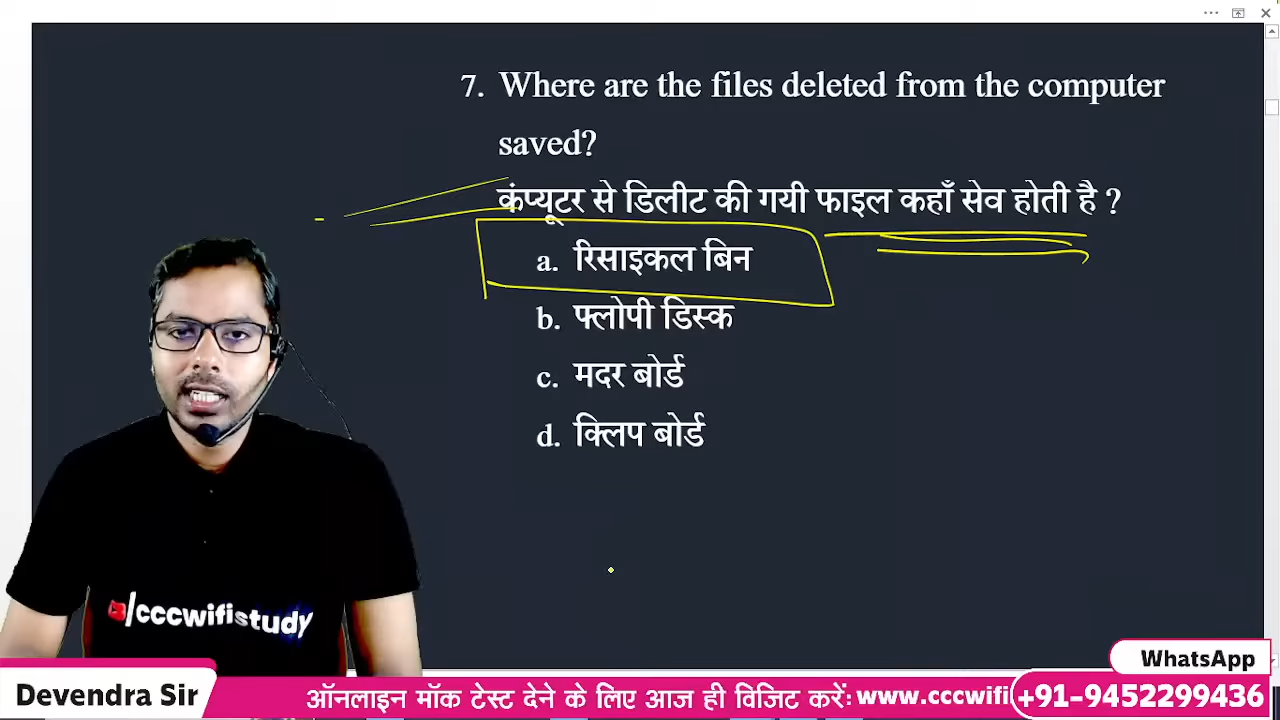 7. Where are the files deleted from the computer
saved?
कंप्यूटर से डिलीट की गयी फाइल कहाँ सेव होती है ?
a. रिसाइकल बिन
b. फ्लोपी डिस्क
c. मदर बोर्ड
d. क्लिप बोर्ड
cccwifistudy
WhatsApp
Devendra Sir
ऑनलाइन मॉक टेस्ट देने के लिए आज ही विजिट करें: www.cccwifi
+91-9452299436